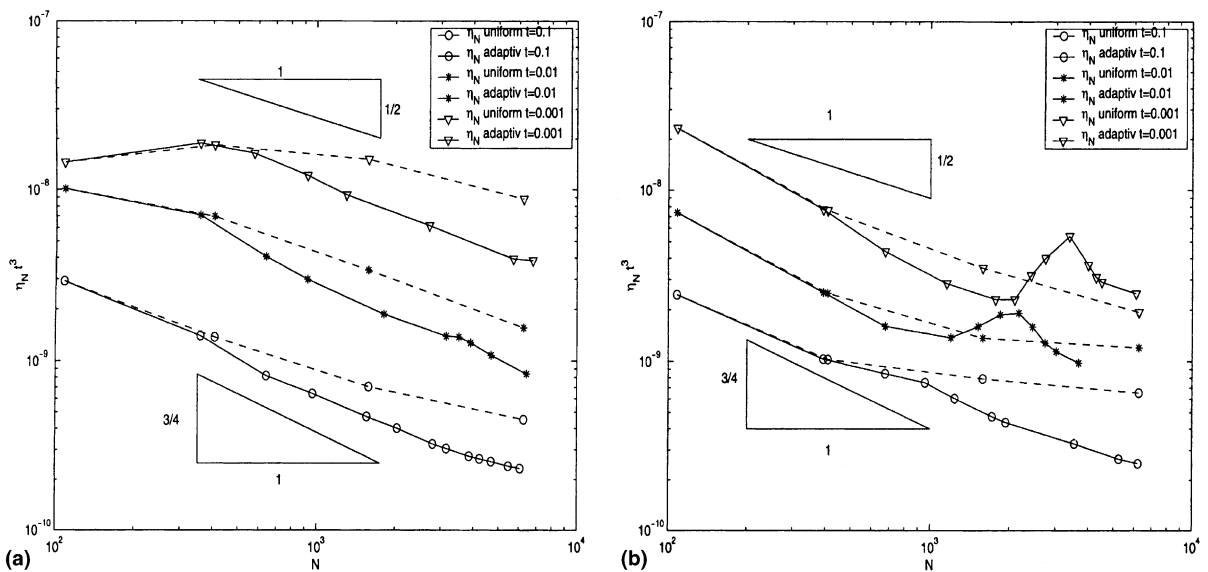 10^-7
η_N uniform t=0.1
η_N adaptiv t=0.1
η_N uniform t=0.01
η_N adaptiv t=0.01
η_N uniform t=0.001
η_N adaptiv t=0.001
1
1/2
10^-8
η_N t^3
10^-9
3/4
1
10^-10
10^2
10^3
10^4
N
(a)
10^-7
η_N uniform t=0.1
η_N adaptiv t=0.1
η_N uniform t=0.01
η_N adaptiv t=0.01
η_N uniform t=0.001
η_N adaptiv t=0.001
1
1/2
10^-8
η_N t^3
10^-9
3/4
1
10^-10
10^2
10^3
10^4
N
(b)